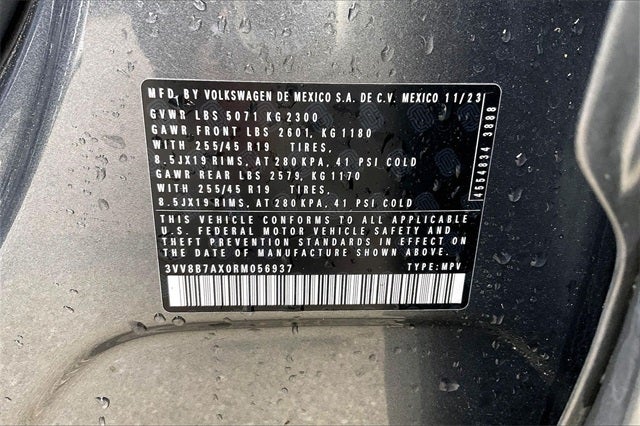 MFD. BY VOLKSWAGEN DE MEXICO S.A. DE C.V. MEXICO 11/23
GVWR LBS 5071 KG 2300
GAWR FRONT LBS 2601, KG 1180
WITH 255/45 R19 TIRES,
8.5JX19 RIMS, AT 280 KPA, 41 PSI COLD
GAWR REAR LBS 2579, KG 1170
WITH 255/45 R19 TIRES,
8.5JX19 RIMS, AT 280 KPA, 41 PSI COLD
THIS VEHICLE CONFORMS TO ALL APPLICABLE
U.S. FEDERAL MOTOR VEHICLE SAFETY AND
THEFT PREVENTION STANDARDS IN EFFECT ON
THE DATE OF MANUFACTURE SHOWN ABOVE.
3VV8B7AX0RM056937 TYPE: MPV
4554834 3888